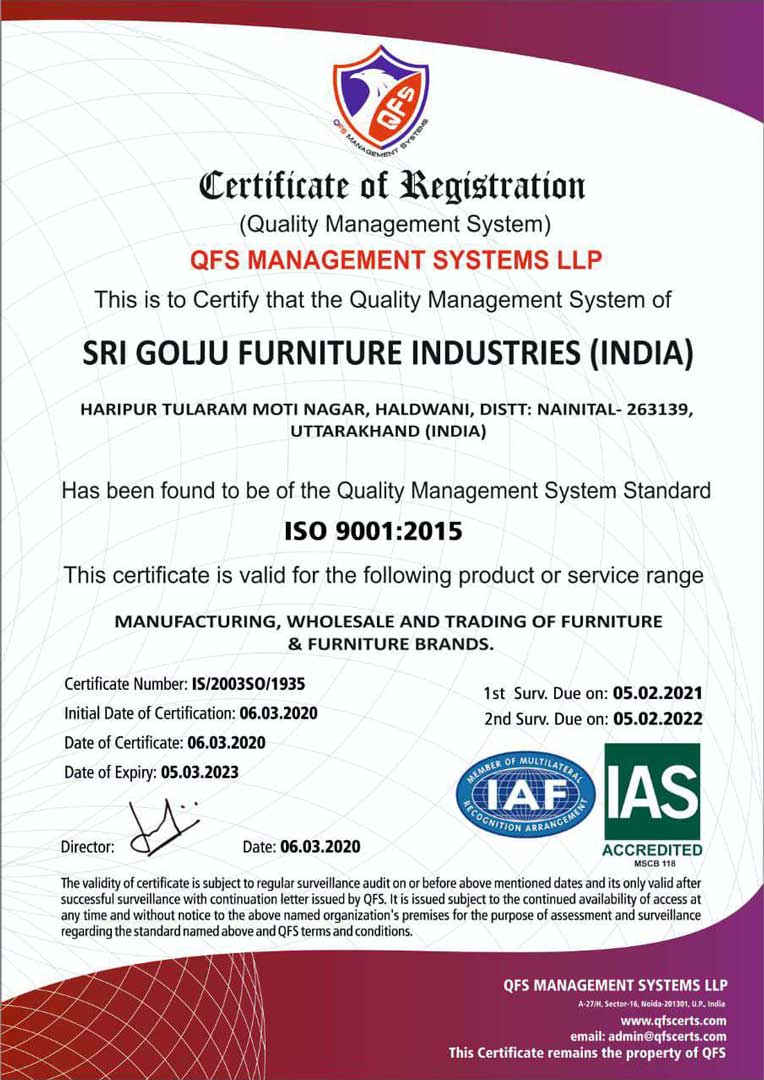 QFS
QFS MANAGEMENT SYSTEMS
Certificate of Registration
(Quality Management System)
QFS MANAGEMENT SYSTEMS LLP
This is to Certify that the Quality Management System of
SRI GOLJU FURNITURE INDUSTRIES (INDIA)
HARIPUR TULARAM MOTI NAGAR, HALDWANI, DISTT: NAINITAL- 263139,
UTTARAKHAND (INDIA)
Has been found to be of the Quality Management System Standard
ISO 9001:2015
This certificate is valid for the following product or service range
MANUFACTURING, WHOLESALE AND TRADING OF FURNITURE
& FURNITURE BRANDS.
Certificate Number: IS/2003SO/1935
Initial Date of Certification: 06.03.2020
Date of Certificate: 06.03.2020
Date of Expiry: 05.03.2023
1st Surv. Due on: 05.02.2021
2nd Surv. Due on: 05.02.2022
MEMBER OF MULTILATERAL
IAF
RECOGNITION ARRANGEMENT
IAS
ACCREDITED
MSCB 118
Director:
Date: 06.03.2020
The validity of certificate is subject to regular surveillance audit on or before above mentioned dates and its only valid after
successful surveillance with continuation letter issued by QFS. It is issued subject to the continued availability of access at
any time and without notice to the above named organization's premises for the purpose of assessment and surveillance
regarding the standard named above and QFS terms and conditions.
QFS MANAGEMENT SYSTEMS LLP
A-27/H, Sector-16, Noida-201301, U.P., India
www.qfscerts.com
email: admin@qfscerts.com
This Certificate remains the property of QFS